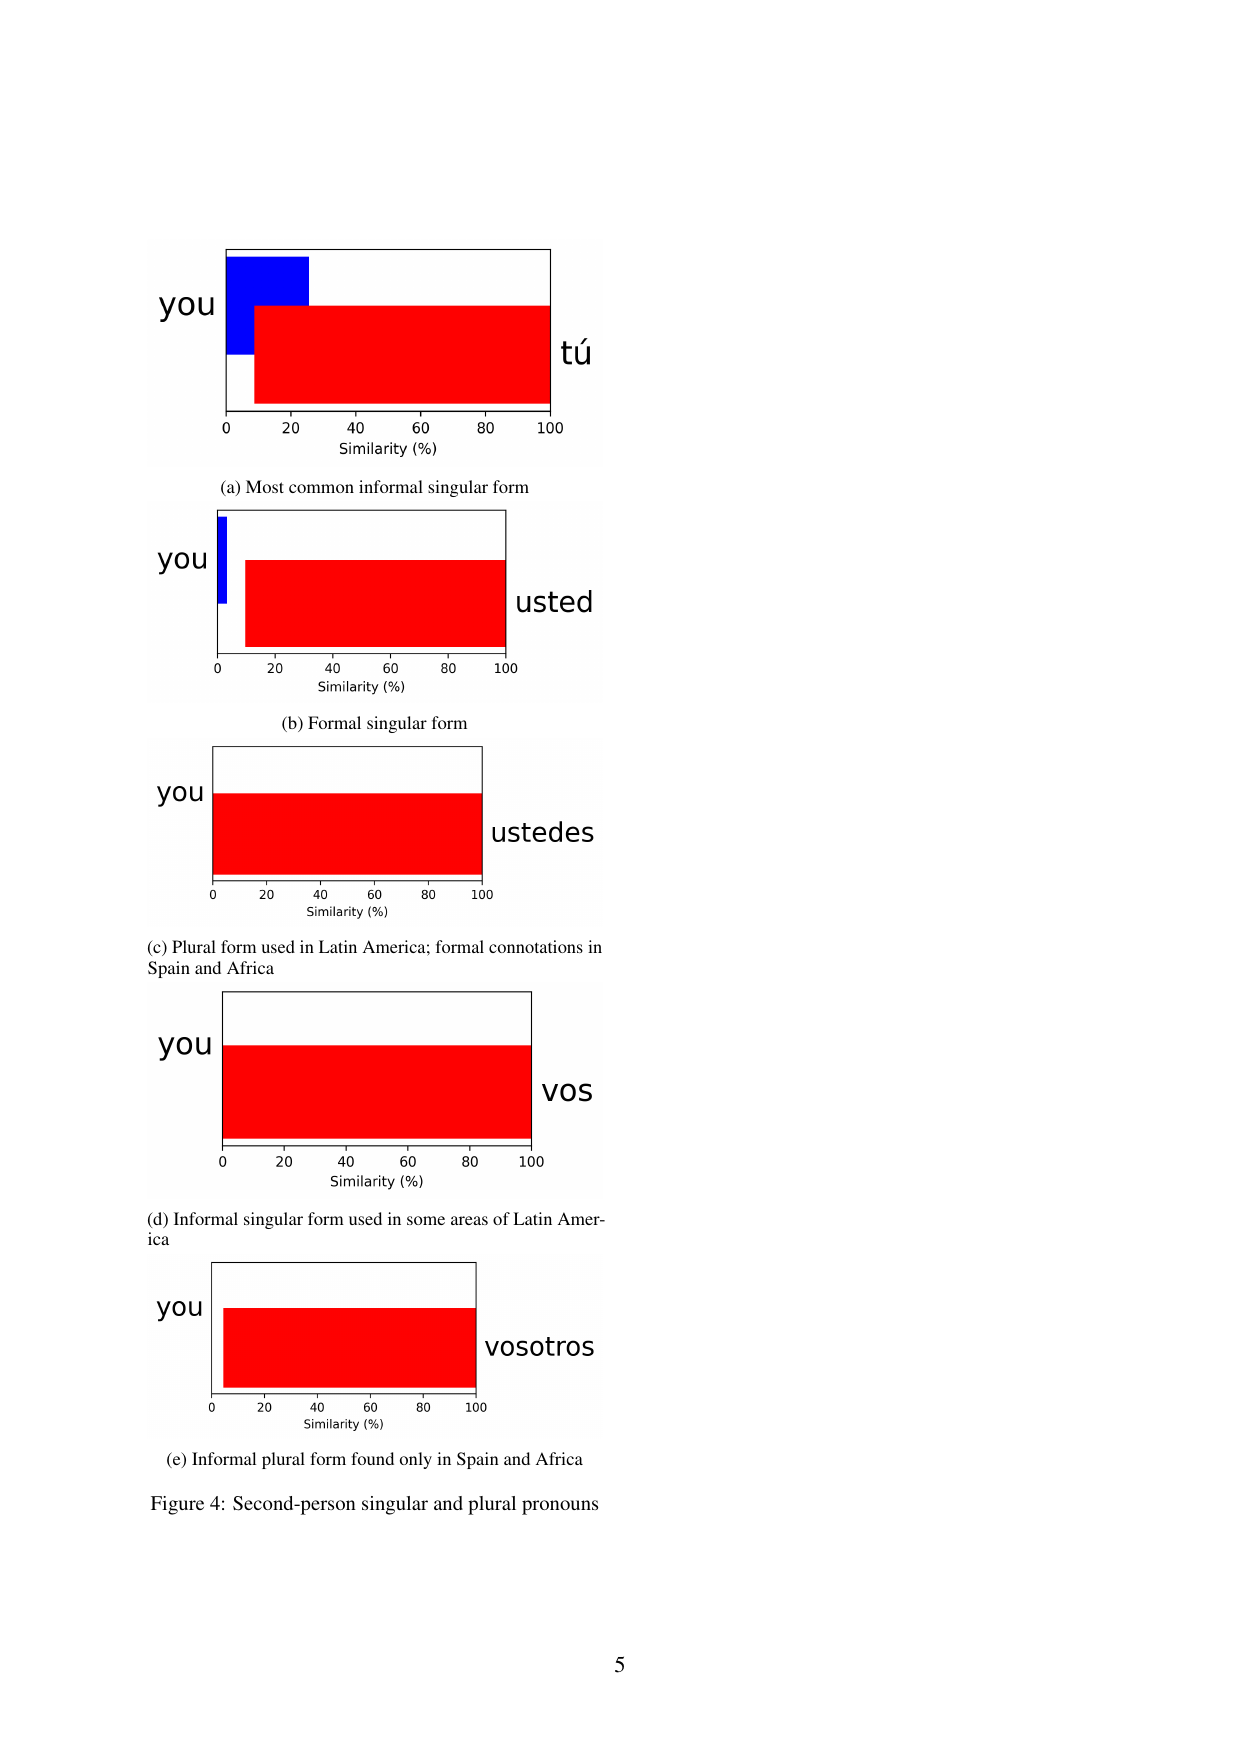 you
tú
0 20 40 60 80 100
Similarity (%)
(a) Most common informal singular form
you
usted
0 20 40 60 80 100
Similarity (%)
(b) Formal singular form
you
ustedes
0 20 40 60 80 100
Similarity (%)
(c) Plural form used in Latin America; formal connotations in
Spain and Africa
you
vos
0 20 40 60 80 100
Similarity (%)
(d) Informal singular form used in some areas of Latin Amer-
ica
you
vosotros
0 20 40 60 80 100
Similarity (%)
(e) Informal plural form found only in Spain and Africa
Figure 4: Second-person singular and plural pronouns
5